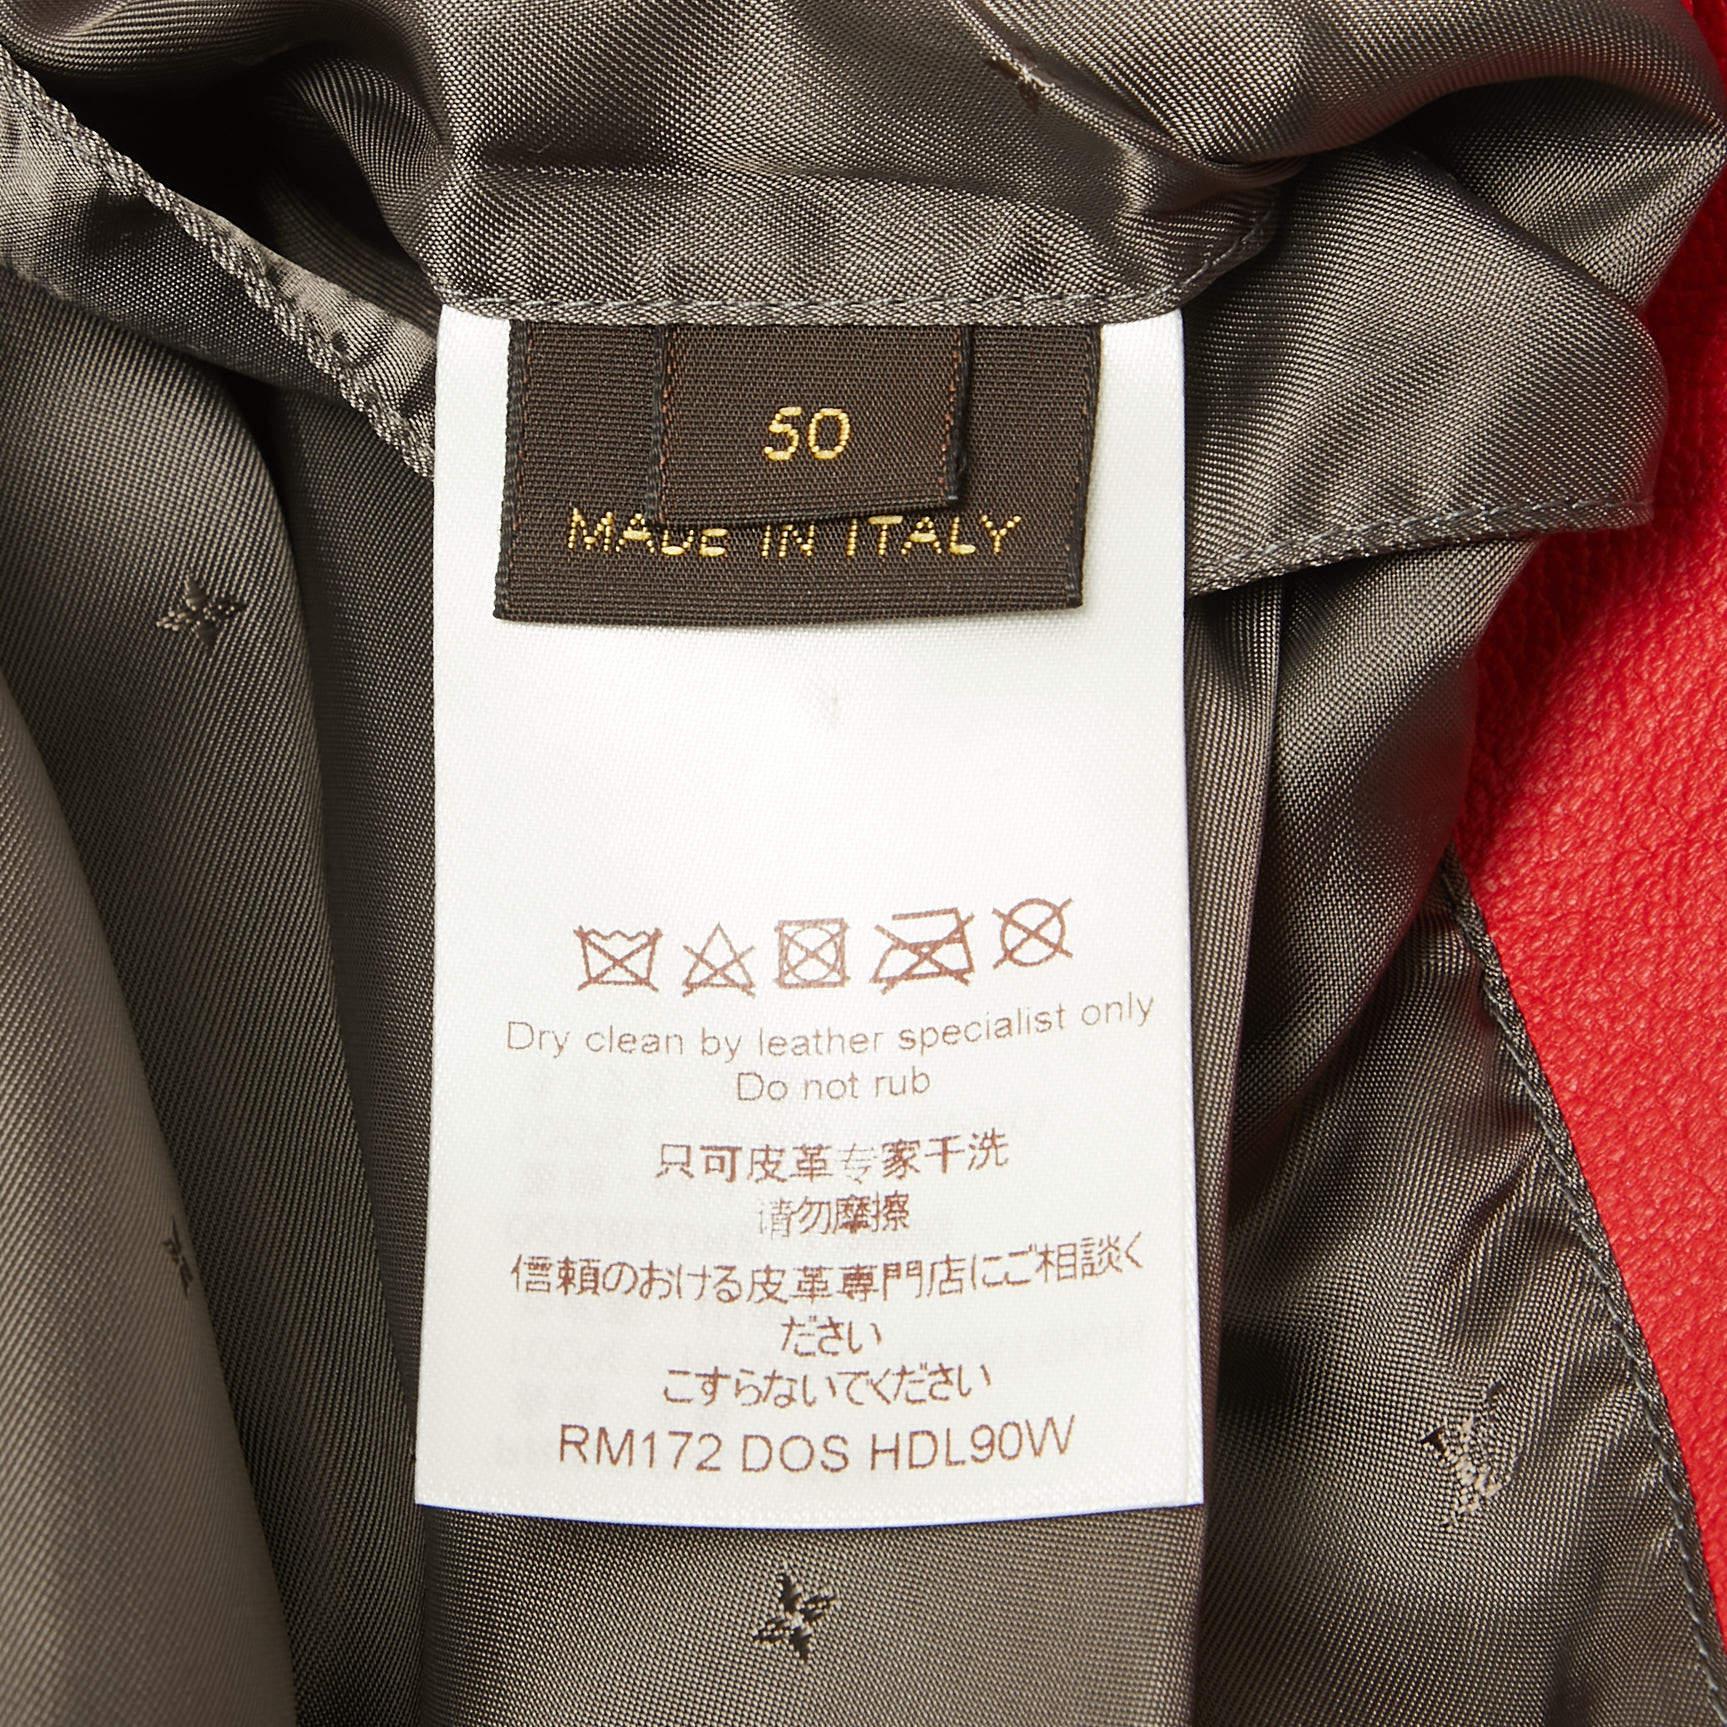 50
MADE IN ITALY
Dry clean by leather specialist only
Do not rub
只可皮革专家干洗
请勿摩擦
信頼のおける皮革専門店にご相談く
ださい
こすらないでください
RM172 DOS HDL90W